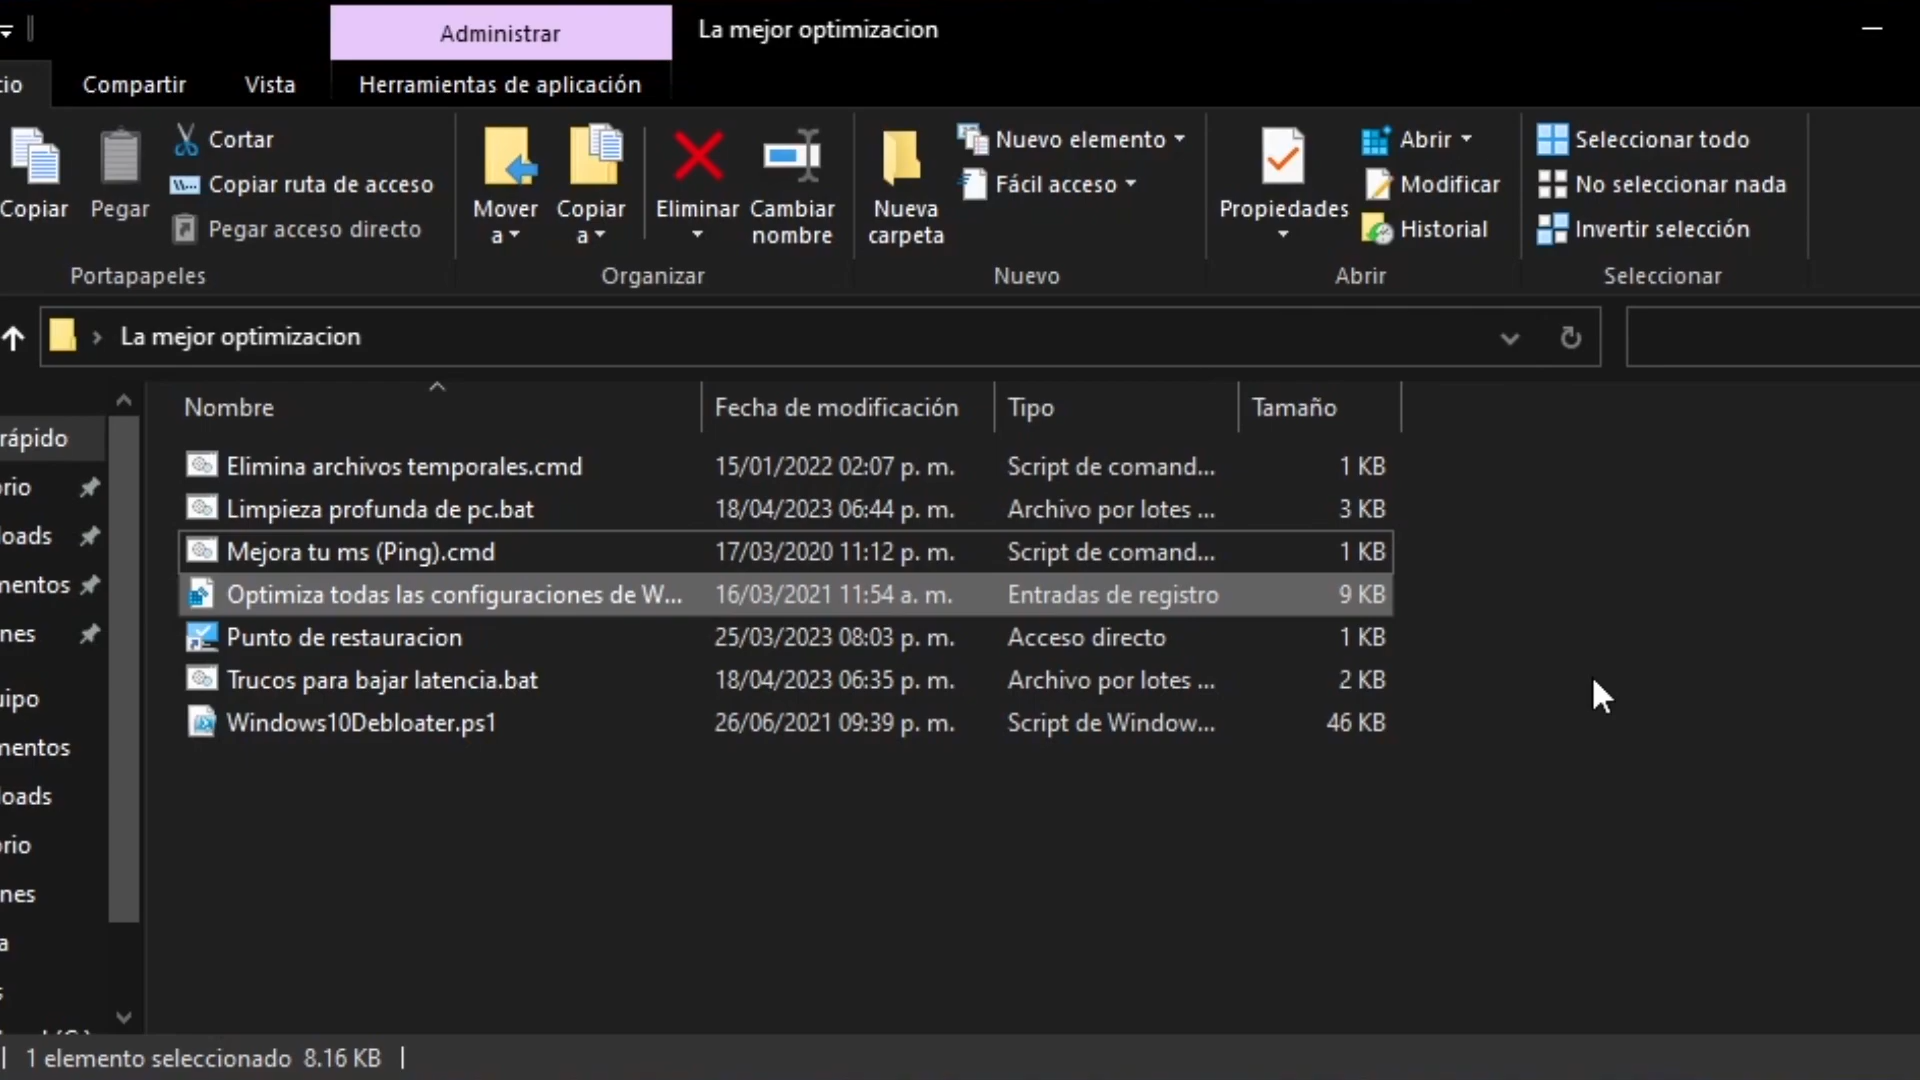 Administrar
La mejor optimizacion
cio
Compartir
Vista
Herramientas de aplicación
Copiar
Pegar
Cortar
Copiar ruta de acceso
Pegar acceso directo
Portapapeles
Mover
a
Copiar
a
Eliminar
Cambiar
nombre
Organizar
Nueva
carpeta
Nuevo elemento
Fácil acceso
Nuevo
Propiedades
Abrir
Modificar
Historial
Abrir
Seleccionar todo
No seleccionar nada
Invertir selección
Seleccionar
La mejor optimizacion
rápido
orio
loads
mentos
nes
uipo
mentos
loads
orio
nes
a
s
Nombre
Fecha de modificación
Tipo
Tamaño
Elimina archivos temporales.cmd 15/01/2022 02:07 p. m. Script de comand... 1 KB
Limpieza profunda de pc.bat 18/04/2023 06:44 p. m. Archivo por lotes ... 3 KB
Mejora tu ms (Ping).cmd 17/03/2020 11:12 p. m. Script de comand... 1 KB
Optimiza todas las configuraciones de W... 16/03/2021 11:54 a. m. Entradas de registro 9 KB
Punto de restauracion 25/03/2023 08:03 p. m. Acceso directo 1 KB
Trucos para bajar latencia.bat 18/04/2023 06:35 p. m. Archivo por lotes ... 2 KB
Windows10Debloater.ps1 26/06/2021 09:39 p. m. Script de Window... 46 KB
1 elemento seleccionado 8.16 KB